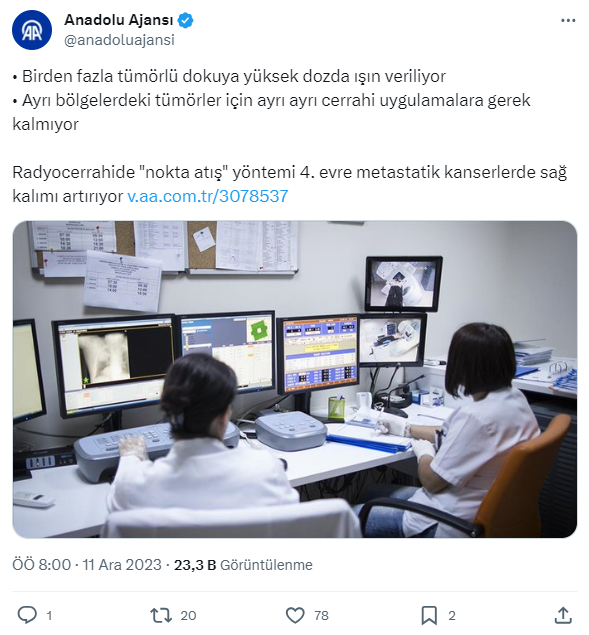 Anadolu Ajansı
@anadoluajansi
• Birden fazla tümörlü dokuya yüksek dozda ışın veriliyor
• Ayrı bölgelerdeki tümörler için ayrı ayrı cerrahi uygulamalara gerek
kalmıyor
Radyocerrahide "nokta atış" yöntemi 4. evre metastatik kanserlerde sağ
kalımı artırıyor v.aa.com.tr/3078537
ÖÖ 8:00 · 11 Ara 2023 · 23,3 B Görüntülenme
1 20 78 2